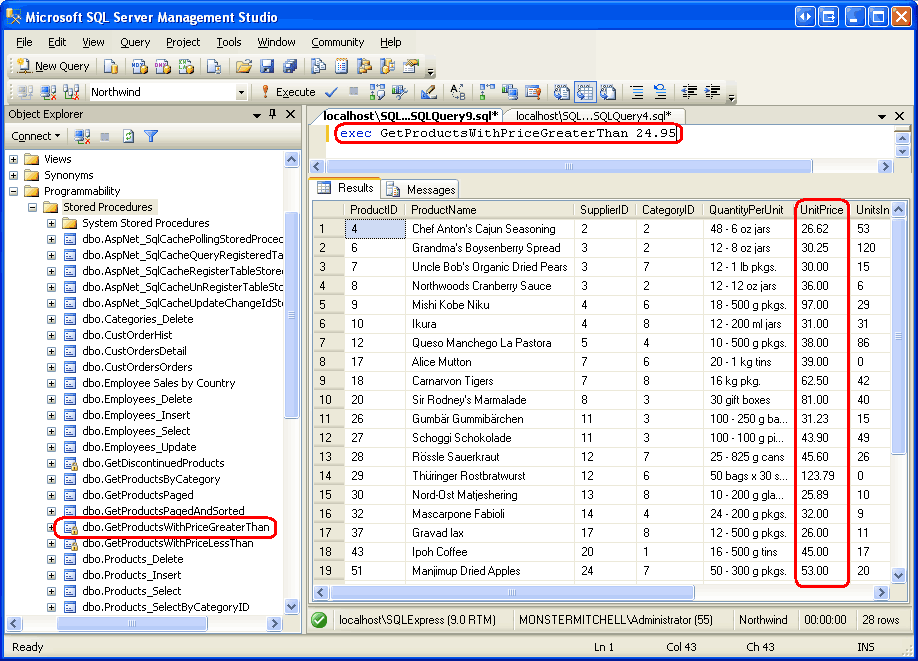 Microsoft SQL Server Management Studio
File Edit View Query Project Tools Window Community Help
New Query
Northwind Execute
Object Explorer
Connect
Views
Synonyms
Programmability
Stored Procedures
System Stored Procedures
dbo.AspNet_SqlCachePollingStoredProcec
dbo.AspNet_SqlCacheQueryRegisteredTa
dbo.AspNet_SqlCacheRegisterTableStored
dbo.AspNet_SqlCacheUnRegisterTableStc
dbo.AspNet_SqlCacheUpdateChangeIdSt
dbo.Categories_Delete
dbo.CustOrderHist
dbo.CustOrdersDetail
dbo.CustOrdersOrders
dbo.Employee Sales by Country
dbo.Employees_Delete
dbo.Employees_Insert
dbo.Employees_Select
dbo.Employees_Update
dbo.GetDiscontinuedProducts
dbo.GetProductsByCategory
dbo.GetProductsPaged
dbo.GetProductsPagedAndSorted
dbo.GetProductsWithPriceGreaterThan
dbo.GetProductsWithPriceLessThan
dbo.Products_Delete
dbo.Products_Insert
dbo.Products_Select
dbo.Products_SelectByCategoryID
localhost\SQL...SQLQuery9.sql* localhost\SQL...SQLQuery4.sql*
exec GetProductsWithPriceGreaterThan 24.95
Results Messages
ProductID ProductName SupplierID CategoryID QuantityPerUnit UnitPrice UnitsIn
1 4 Chef Anton's Cajun Seasoning 2 2 48 - 6 oz jars 26.62 53
2 6 Grandma's Boysenberry Spread 3 2 12 - 8 oz jars 30.25 120
3 7 Uncle Bob's Organic Dried Pears 3 7 12 - 1 lb pkgs. 30.00 15
4 8 Northwoods Cranberry Sauce 3 2 12 - 12 oz jars 36.00 6
5 9 Mishi Kobe Niku 4 6 18 - 500 g pkgs. 97.00 29
6 10 Ikura 4 8 12 - 200 ml jars 31.00 31
7 12 Queso Manchego La Pastora 5 4 10 - 500 g pkgs. 38.00 86
8 17 Alice Mutton 7 6 20 - 1 kg tins 39.00 0
9 18 Carnarvon Tigers 7 8 16 kg pkg. 62.50 42
10 20 Sir Rodney's Marmalade 8 3 30 gift boxes 81.00 40
11 26 Gumbär Gummibärchen 11 3 100 - 250 g ba... 31.23 15
12 27 Schoggi Schokolade 11 3 100 - 100 g pi... 43.90 49
13 28 Rössle Sauerkraut 12 7 25 - 825 g cans 45.60 26
14 29 Thüringer Rostbratwurst 12 6 50 bags x 30 s... 123.79 0
15 30 Nord-Ost Matjeshering 13 8 10 - 200 g gla... 25.89 10
16 32 Mascarpone Fabioli 14 4 24 - 200 g pkgs. 32.00 9
17 37 Gravad lax 17 8 12 - 500 g pkgs. 26.00 11
18 43 Ipoh Coffee 20 1 16 - 500 g tins 45.00 17
19 51 Manjimup Dried Apples 24 7 50 - 300 g pkgs. 53.00 20
localhost\SQLExpress (9.0 RTM) MONSTERMITCHELL\Administrator (55) Northwind 00:00:00 28 rows
Ready Ln 1 Col 43 Ch 43 INS